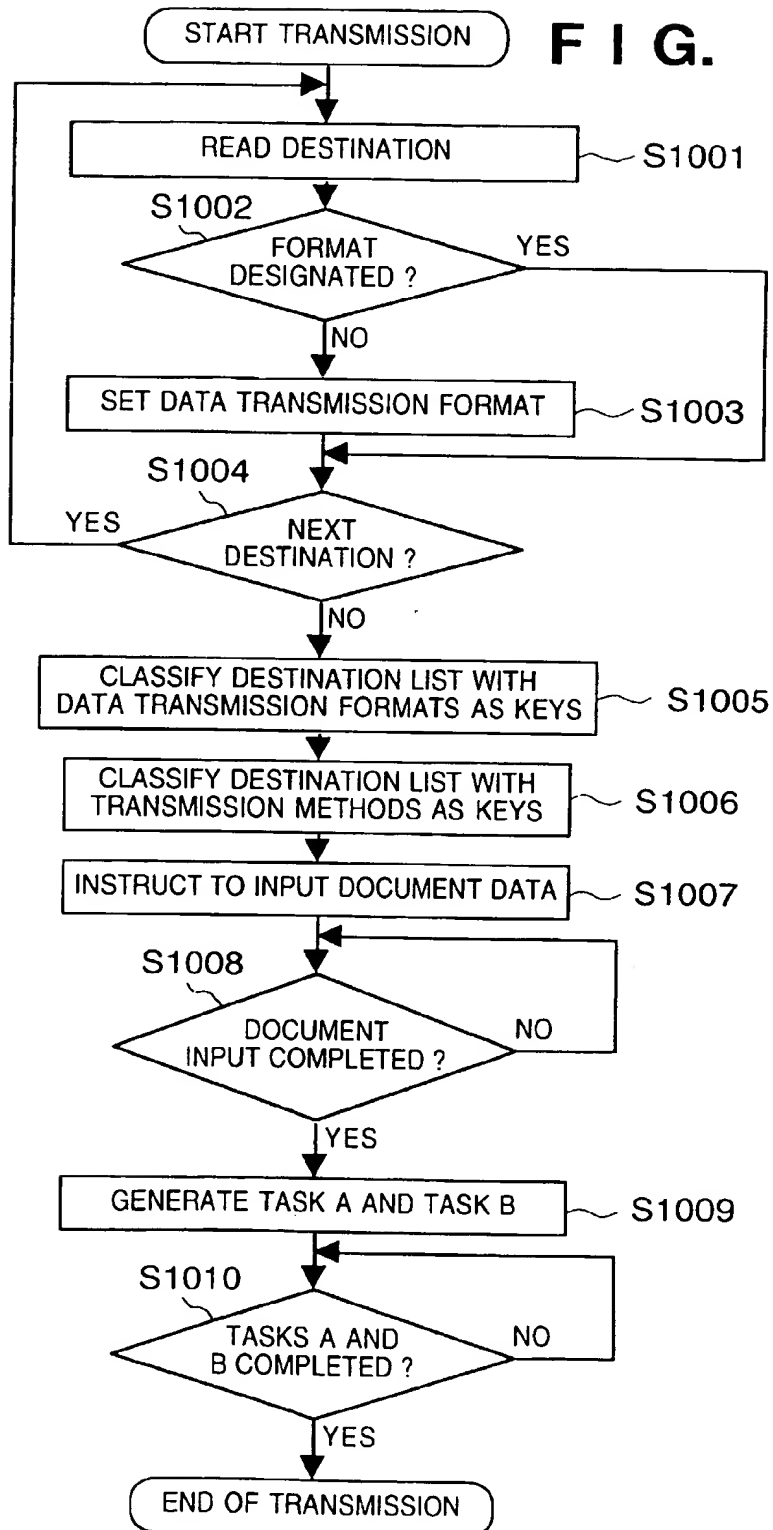 START TRANSMISSION
FIG.
READ DESTINATION
S1001
S1002
FORMAT
DESIGNATED ?
YES
NO
SET DATA TRANSMISSION FORMAT
S1003
S1004
YES
NEXT
DESTINATION ?
NO
CLASSIFY DESTINATION LIST WITH
DATA TRANSMISSION FORMATS AS KEYS
S1005
CLASSIFY DESTINATION LIST WITH
TRANSMISSION METHODS AS KEYS
S1006
INSTRUCT TO INPUT DOCUMENT DATA
S1007
S1008
DOCUMENT
INPUT COMPLETED ?
NO
YES
GENERATE TASK A AND TASK B
S1009
S1010
TASKS A AND
B COMPLETED ?
NO
YES
END OF TRANSMISSION